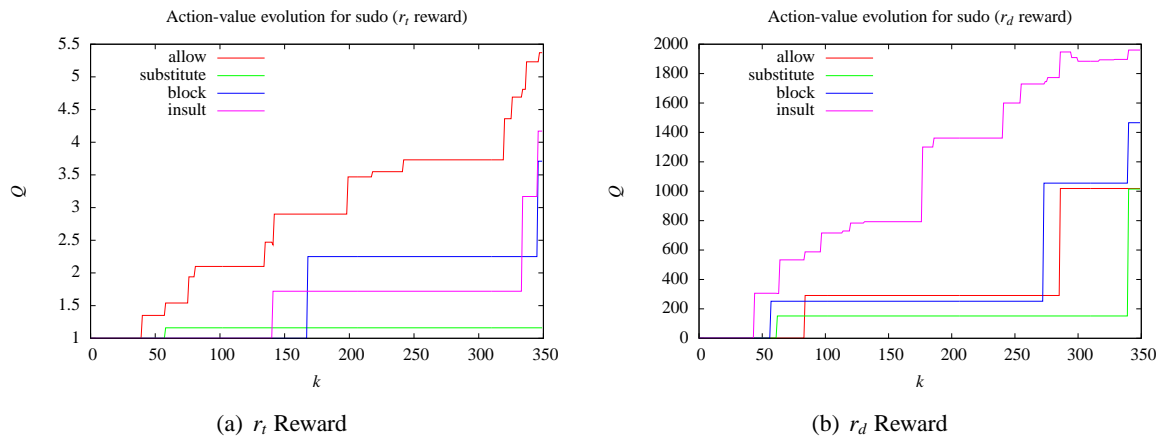 Action-value evolution for sudo (r_t reward)
5.5
5
4.5
4
3.5
3
2.5
2
1.5
1
Q
allow
substitute
block
insult
0 50 100 150 200 250 300 350
k
(a) r_t Reward
Action-value evolution for sudo (r_d reward)
2000
1800
1600
1400
1200
1000
800
600
400
200
0
Q
allow
substitute
block
insult
0 50 100 150 200 250 300 350
k
(b) r_d Reward